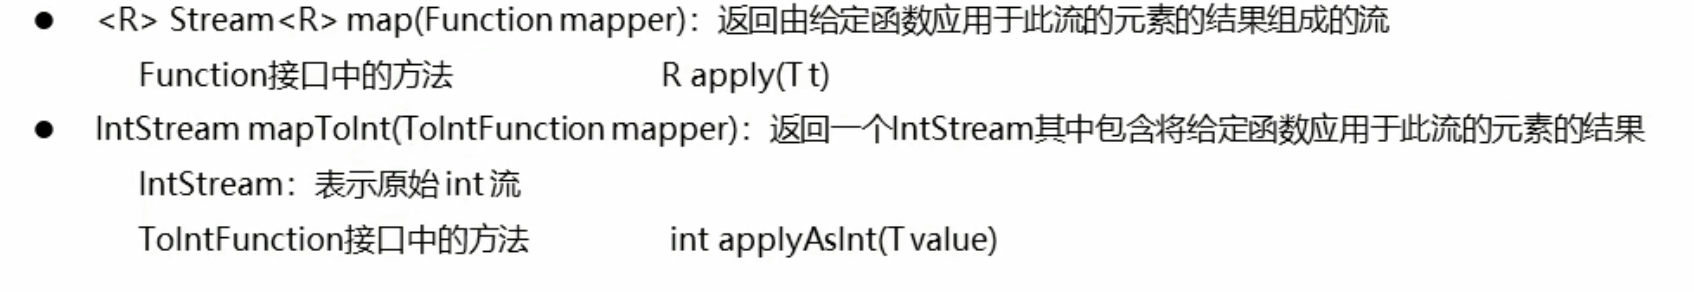 ● <R> Stream<R> map(Function mapper)：返回由给定函数应用于此流的元素的结果组成的流
Function接口中的方法 R apply(T t)
● IntStream mapToInt(ToIntFunction mapper)：返回一个IntStream其中包含将给定函数应用于此流的元素的结果
IntStream：表示原始 int 流
ToIntFunction接口中的方法 int applyAsInt(T value)